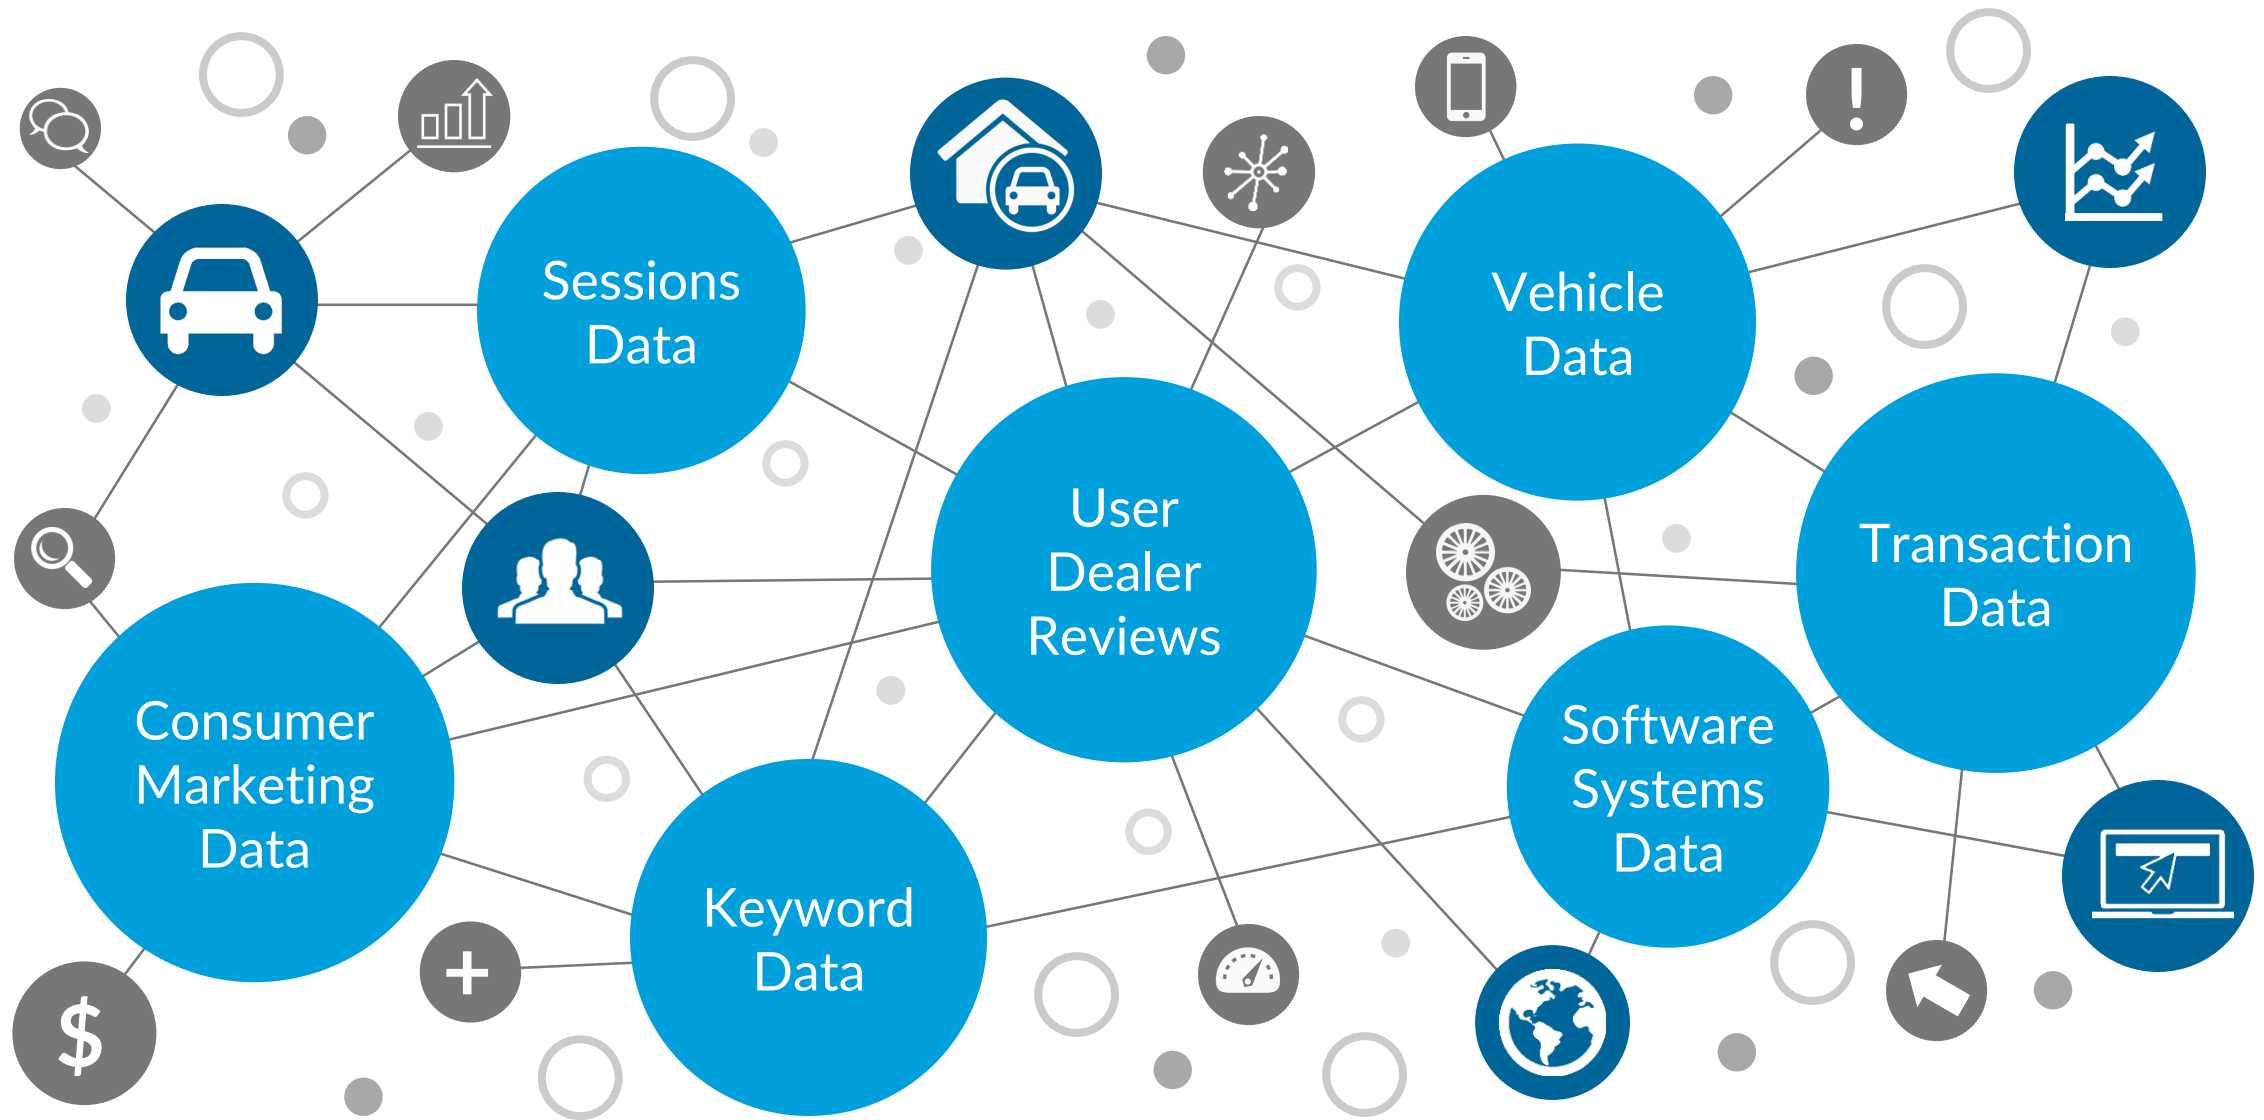 Sessions
Data
Vehicle
Data
User
Dealer
Reviews
Transaction
Data
Consumer
Marketing
Data
Software
Systems
Data
Keyword
Data
!
+
$